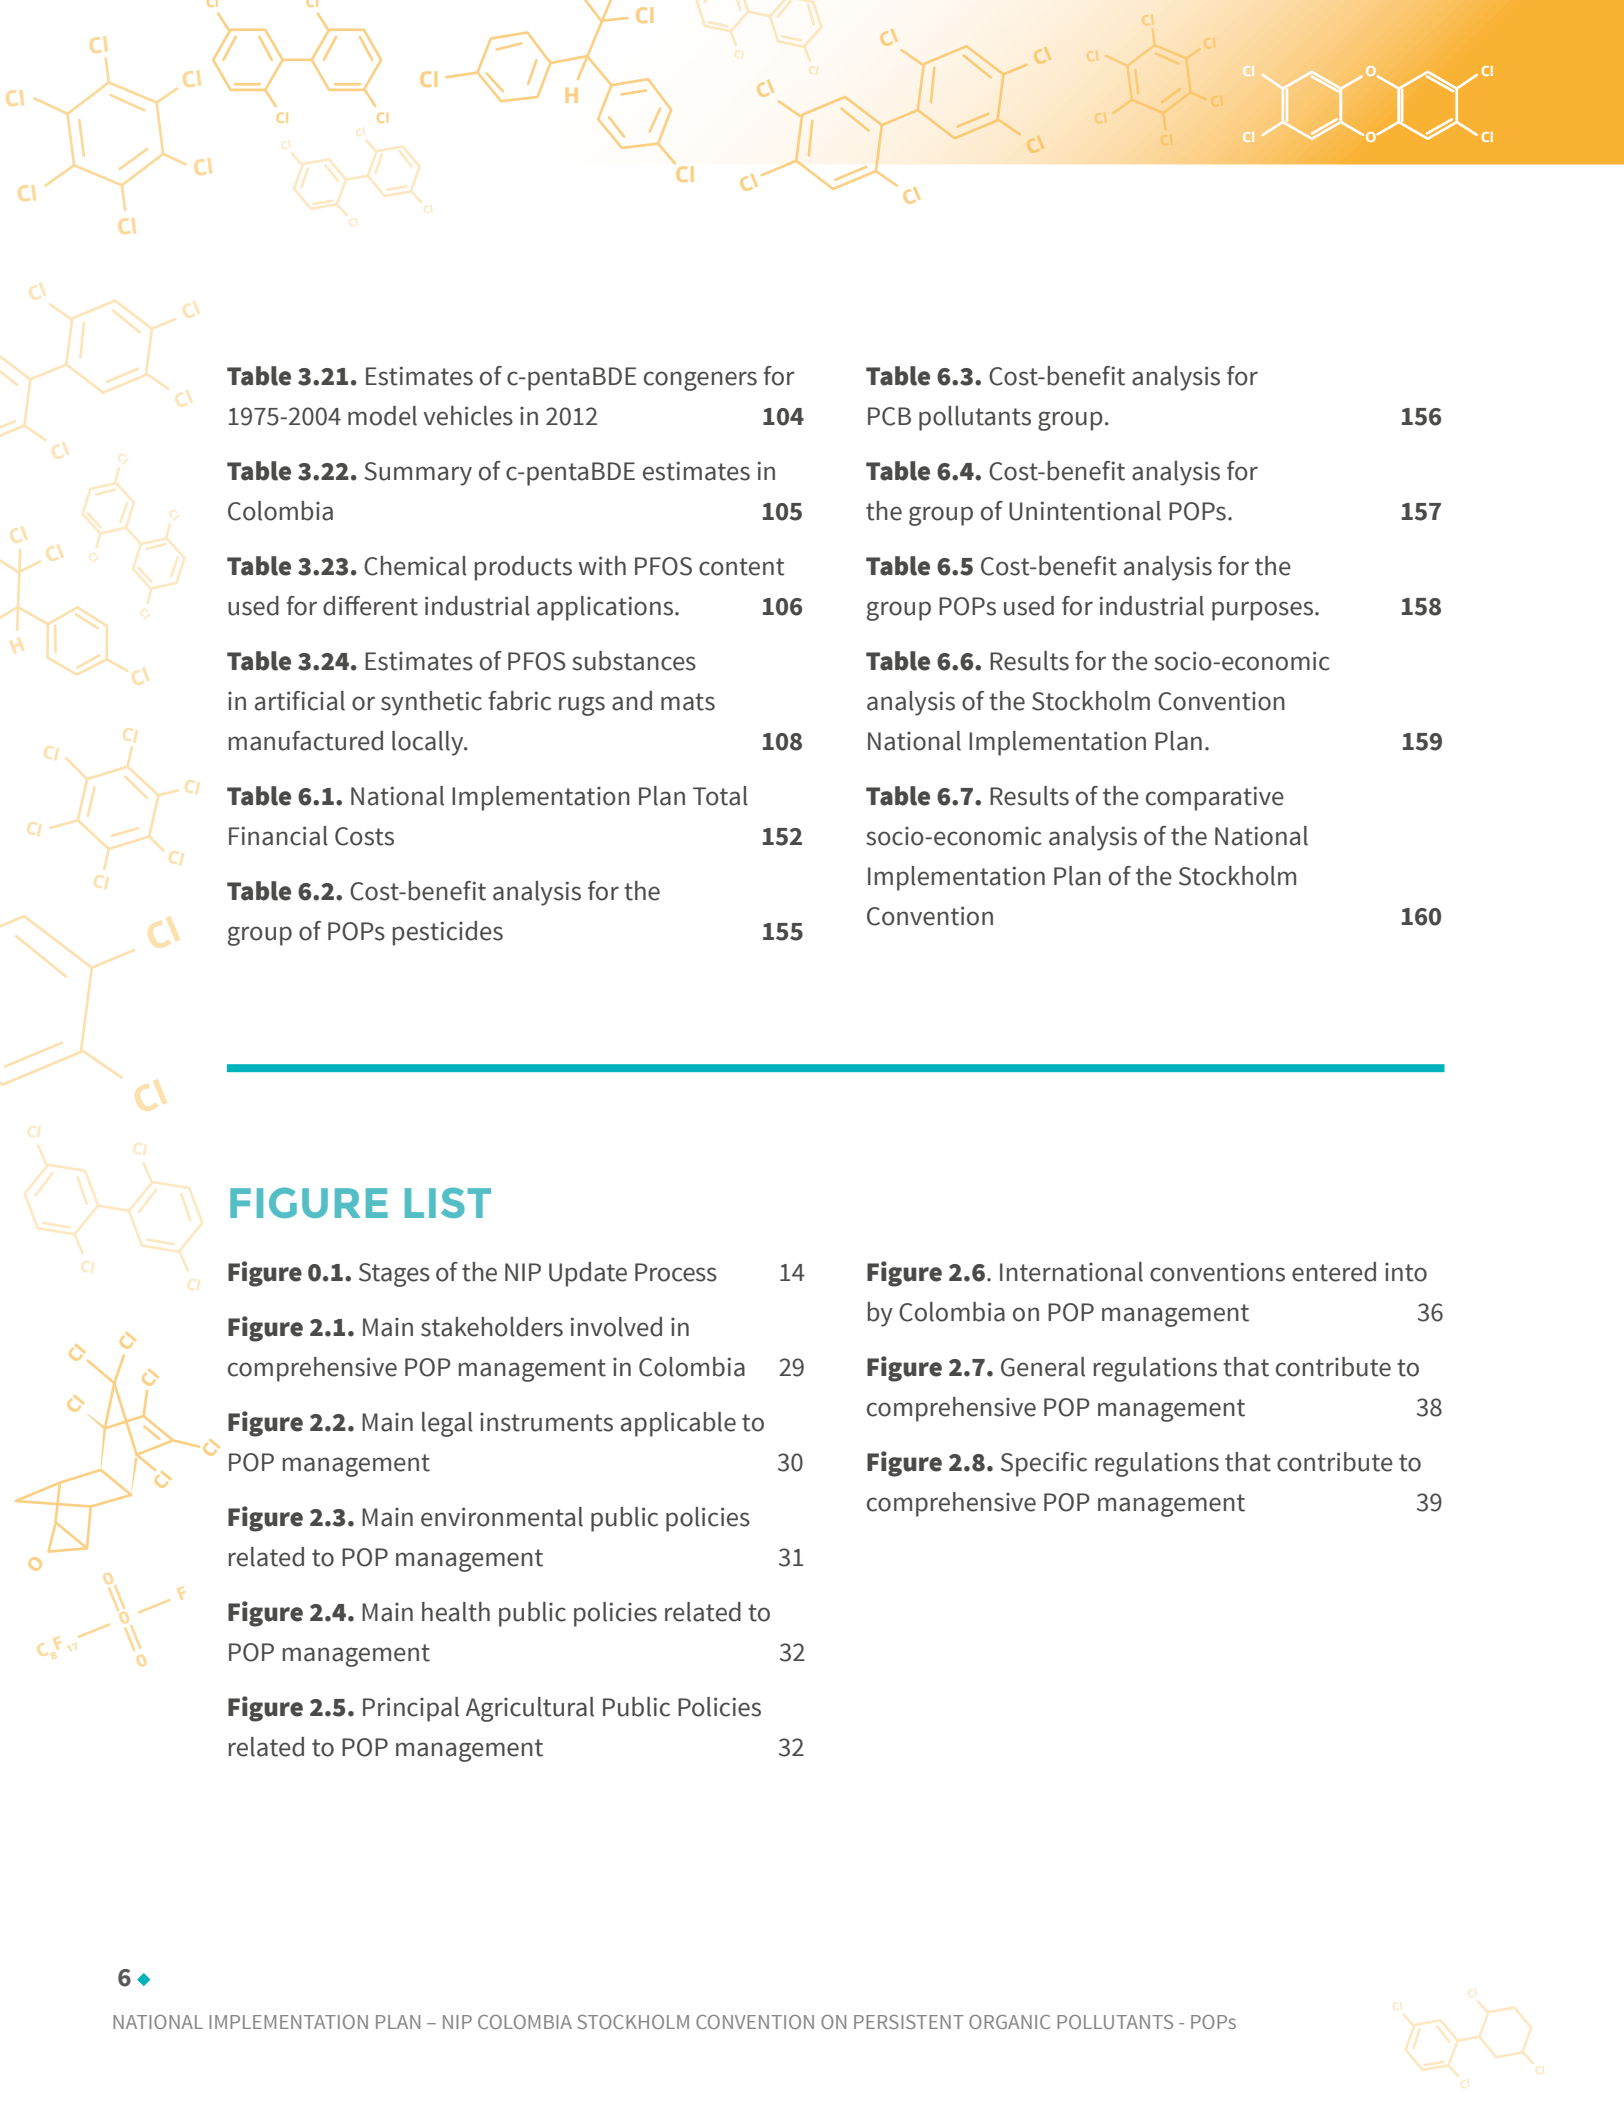 Table 3.21. Estimates of c-pentaBDE congeners for
1975-2004 model vehicles in 2012 104
Table 3.22. Summary of c-pentaBDE estimates in
Colombia 105
Table 3.23. Chemical products with PFOS content
used for different industrial applications. 106
Table 3.24. Estimates of PFOS substances
in artificial or synthetic fabric rugs and mats
manufactured locally. 108
Table 6.1. National Implementation Plan Total
Financial Costs 152
Table 6.2. Cost-benefit analysis for the
group of POPs pesticides 155
Table 6.3. Cost-benefit analysis for
PCB pollutants group. 156
Table 6.4. Cost-benefit analysis for
the group of Unintentional POPs. 157
Table 6.5 Cost-benefit analysis for the
group POPs used for industrial purposes. 158
Table 6.6. Results for the socio-economic
analysis of the Stockholm Convention
National Implementation Plan. 159
Table 6.7. Results of the comparative
socio-economic analysis of the National
Implementation Plan of the Stockholm
Convention 160
FIGURE LIST
Figure 0.1. Stages of the NIP Update Process 14
Figure 2.1. Main stakeholders involved in
comprehensive POP management in Colombia 29
Figure 2.2. Main legal instruments applicable to
POP management 30
Figure 2.3. Main environmental public policies
related to POP management 31
Figure 2.4. Main health public policies related to
POP management 32
Figure 2.5. Principal Agricultural Public Policies
related to POP management 32
Figure 2.6. International conventions entered into
by Colombia on POP management 36
Figure 2.7. General regulations that contribute to
comprehensive POP management 38
Figure 2.8. Specific regulations that contribute to
comprehensive POP management 39
6
NATIONAL IMPLEMENTATION PLAN – NIP COLOMBIA STOCKHOLM CONVENTION ON PERSISTENT ORGANIC POLLUTANTS - POPs